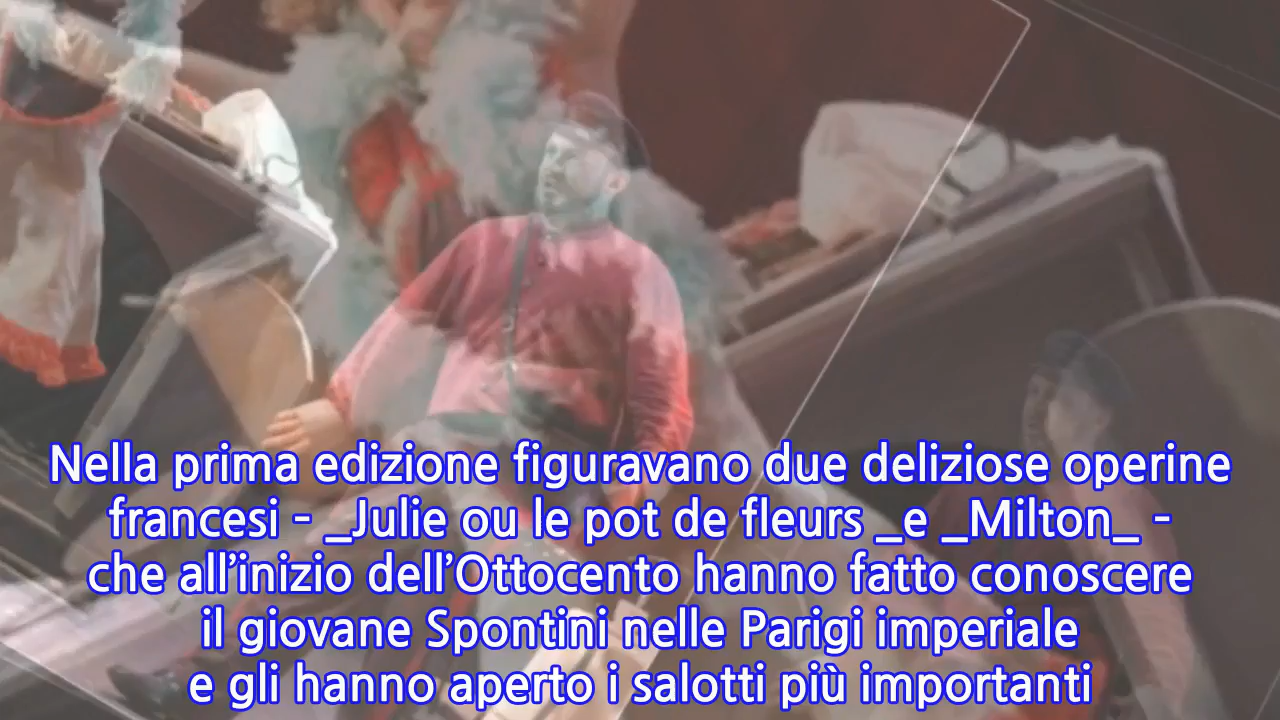 Nella prima edizione figuravano due deliziose operine
francesi - _Julie ou le pot de fleurs _e _Milton_ -
che all’inizio dell’Ottocento hanno fatto conoscere
il giovane Spontini nelle Parigi imperiale
e gli hanno aperto i salotti più importanti